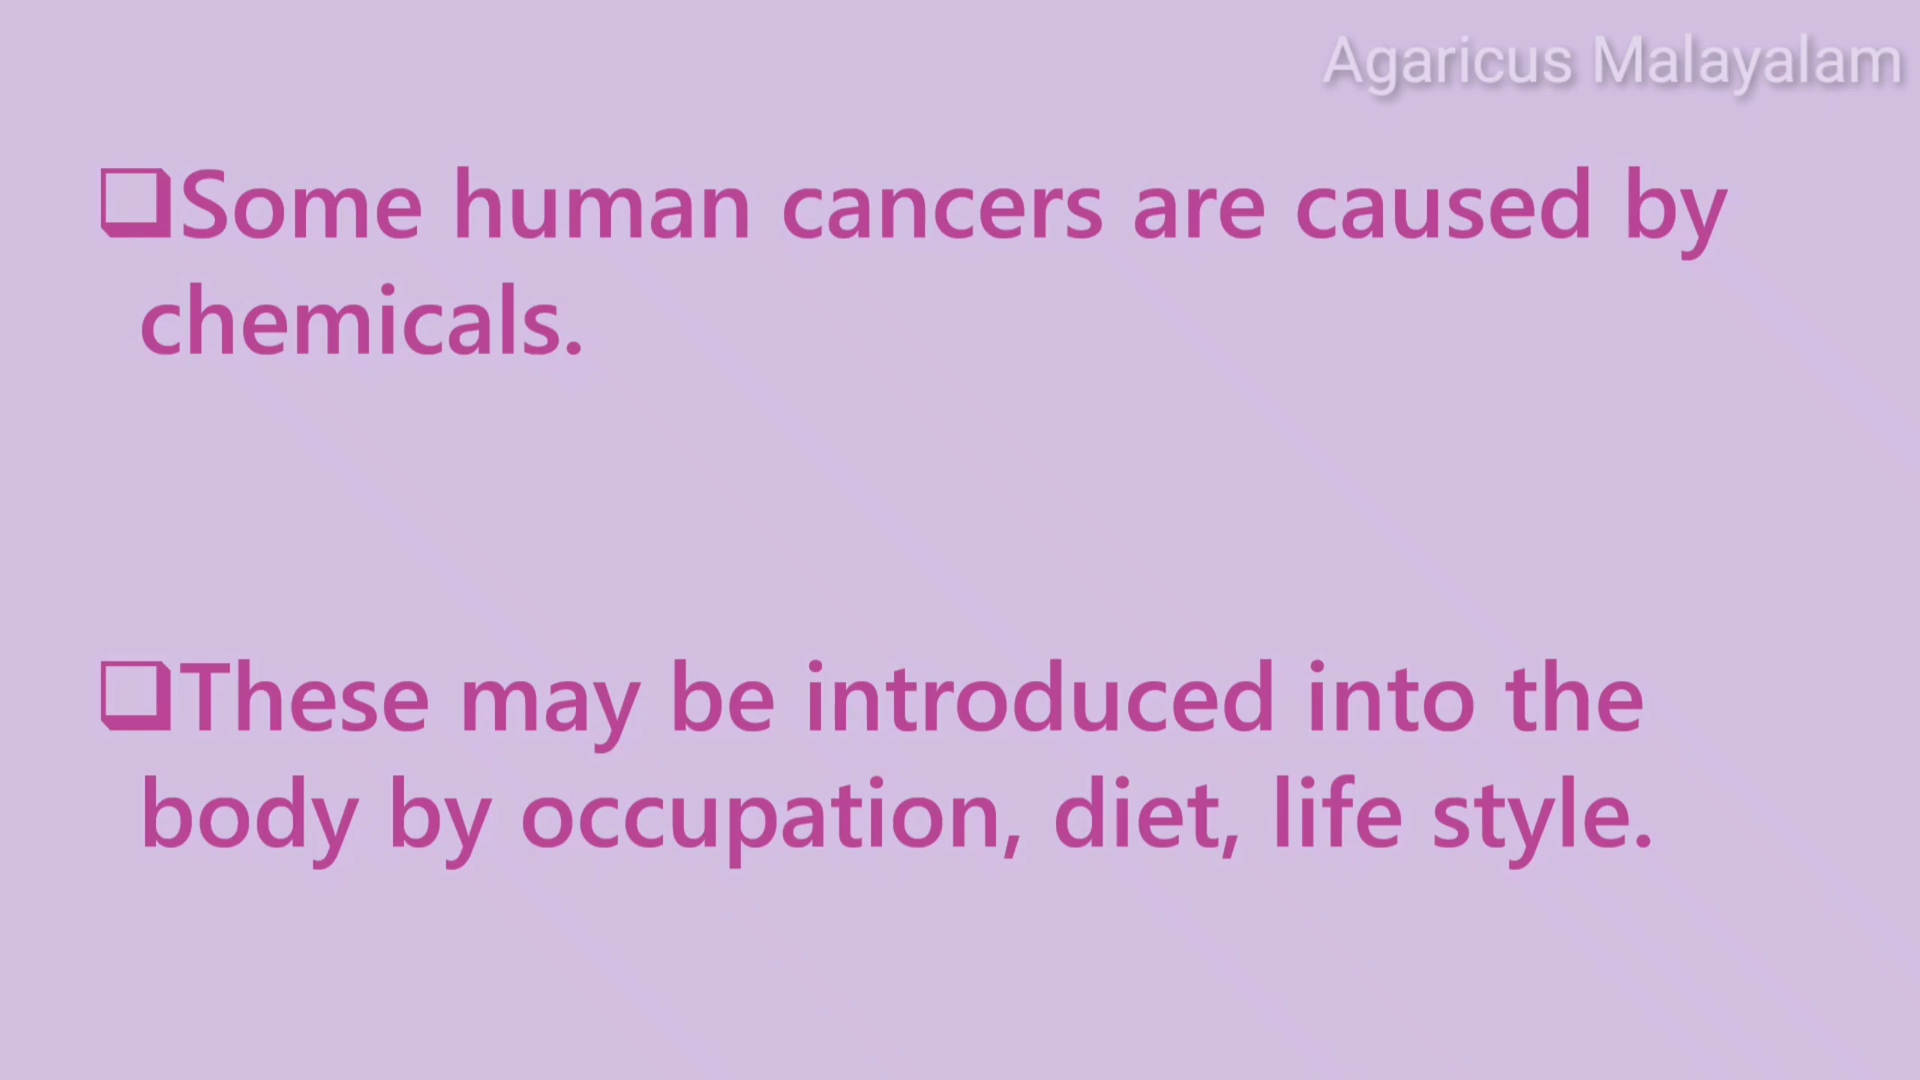 Agaricus Malayalam
❑Some human cancers are caused by
chemicals.
❑These may be introduced into the
body by occupation, diet, life style.